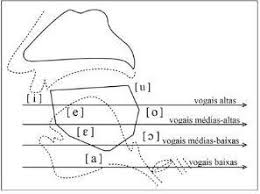 [u]
[i] vogais altas
[e] [o]
vogais médias-altas
[ɛ] [ɔ]
vogais médias-baixas
[a] vogais baixas